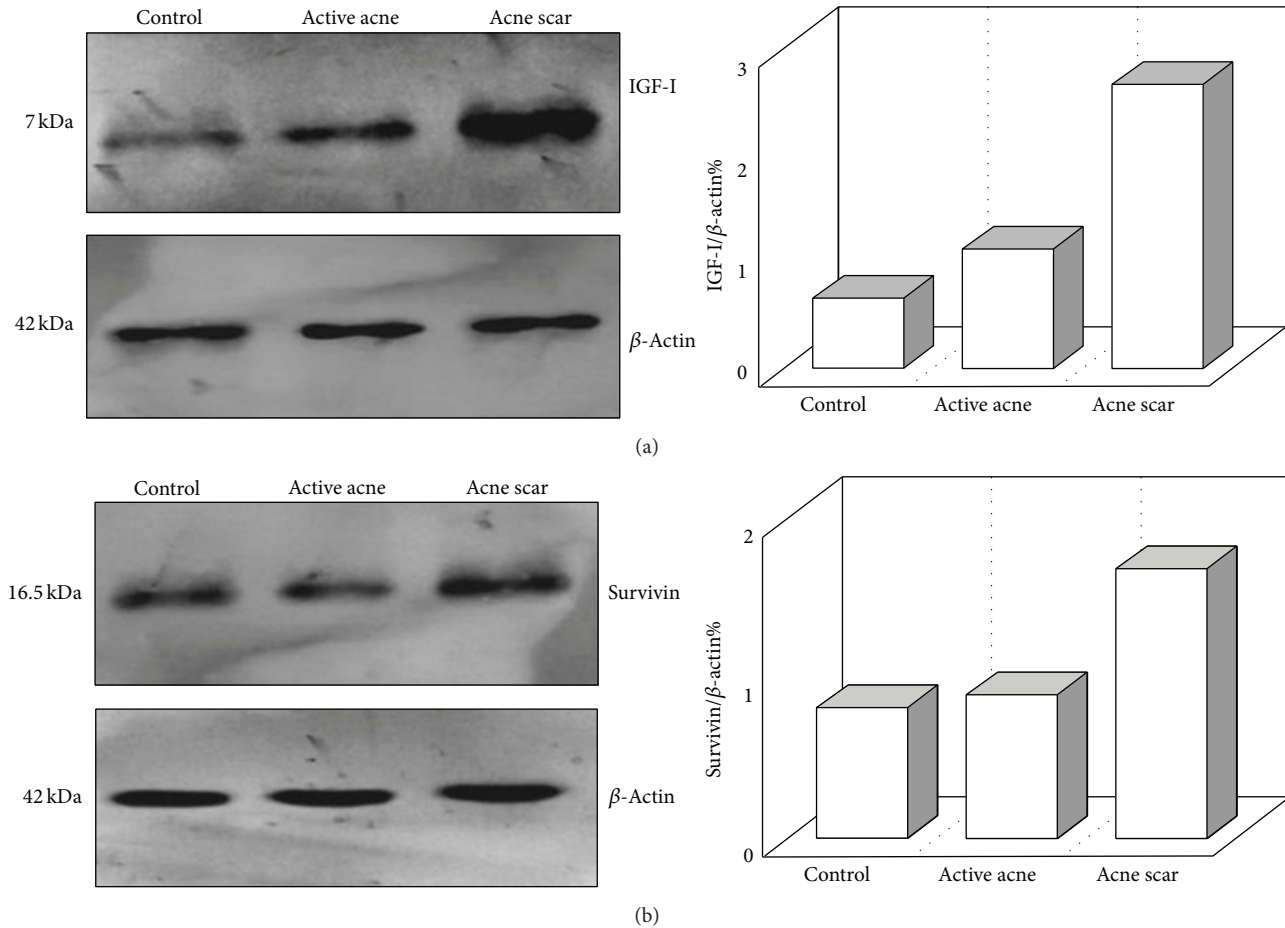 Control Active acne Acne scar
7 kDa
IGF-I
42 kDa
β-Actin
3
2
1
0
IGF-I/β-actin%
Control Active acne Acne scar
(a)
Control Active acne Acne scar
16.5 kDa
Survivin
42 kDa
β-Actin
2
1
0
Survivin/β-actin%
Control Active acne Acne scar
(b)